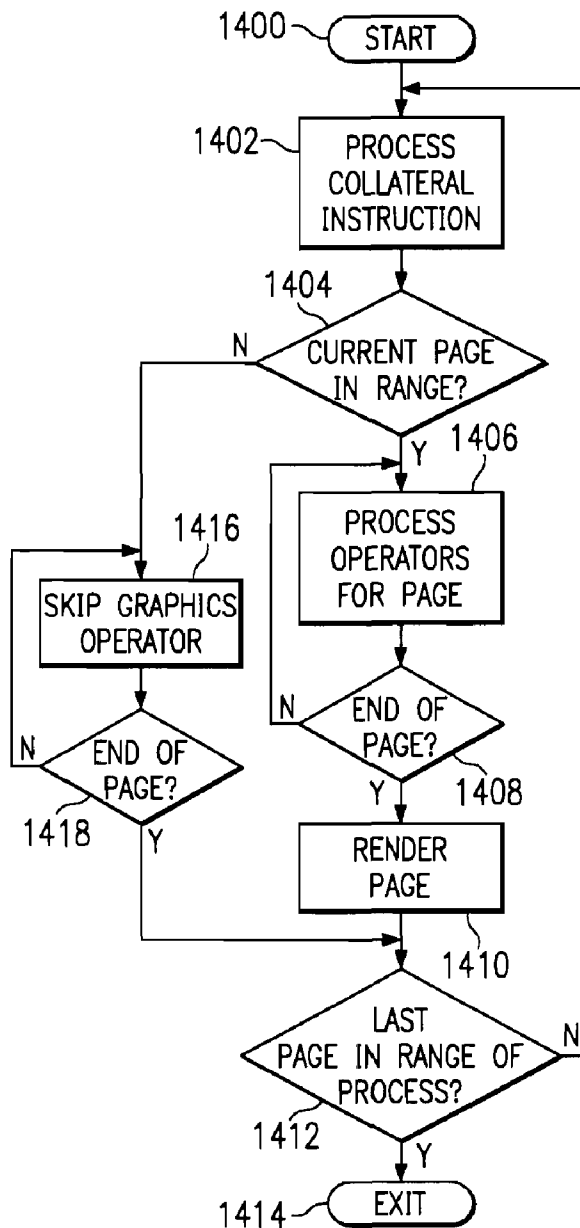 1400
START
1402
PROCESS
COLLATERAL
INSTRUCTION
1404
N
CURRENT PAGE
IN RANGE?
Y
1406
PROCESS
OPERATORS
FOR PAGE
1416
SKIP GRAPHICS
OPERATOR
N
END OF
PAGE?
1408
Y
N
END OF
PAGE?
1418
Y
RENDER
PAGE
1410
LAST
PAGE IN RANGE OF
PROCESS?
N
1412
Y
1414
EXIT